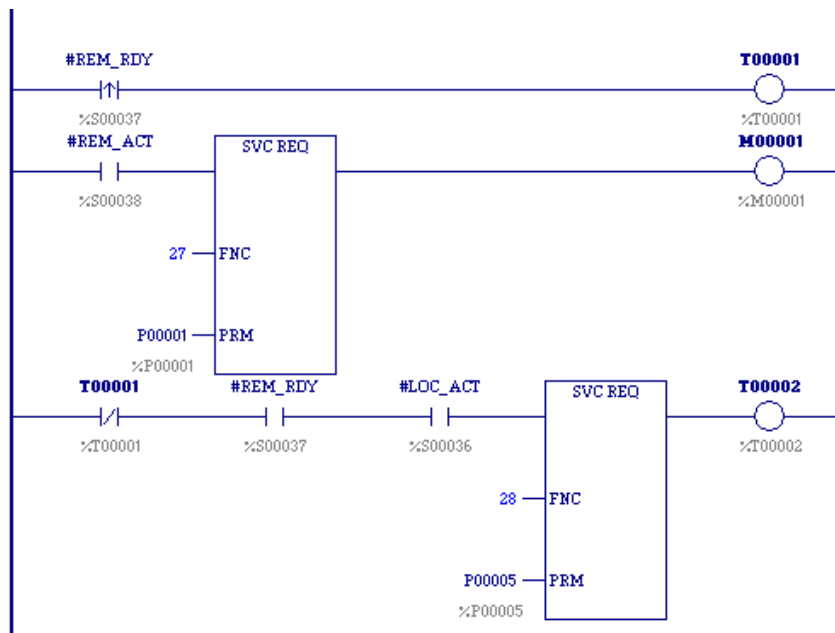 #REM_RDY T00001
%S00037 %T00001
#REM_ACT SVC REQ M00001
%S00038 %M00001
27 FNC
P00001 PRM
%P00001
T00001 #REM_RDY #LOC_ACT SVC REQ T00002
%T00001 %S00037 %S00036 %T00002
28 FNC
P00005 PRM
%P00005